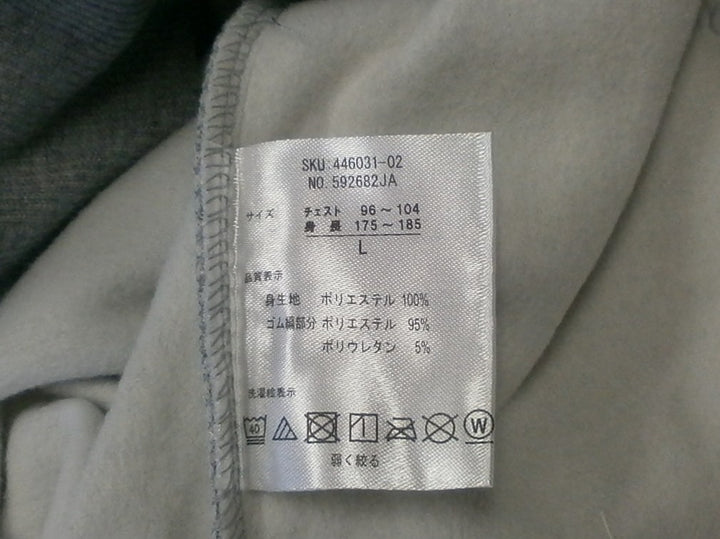 SKU:446031-02
NO.592682JA
サイズ チェスト 96～104
身長 175～185
L
品質表示
身生地 ポリエステル 100%
ゴム編部分 ポリエステル 95%
ポリウレタン 5%
洗濯絵表示
40 W
弱く絞る